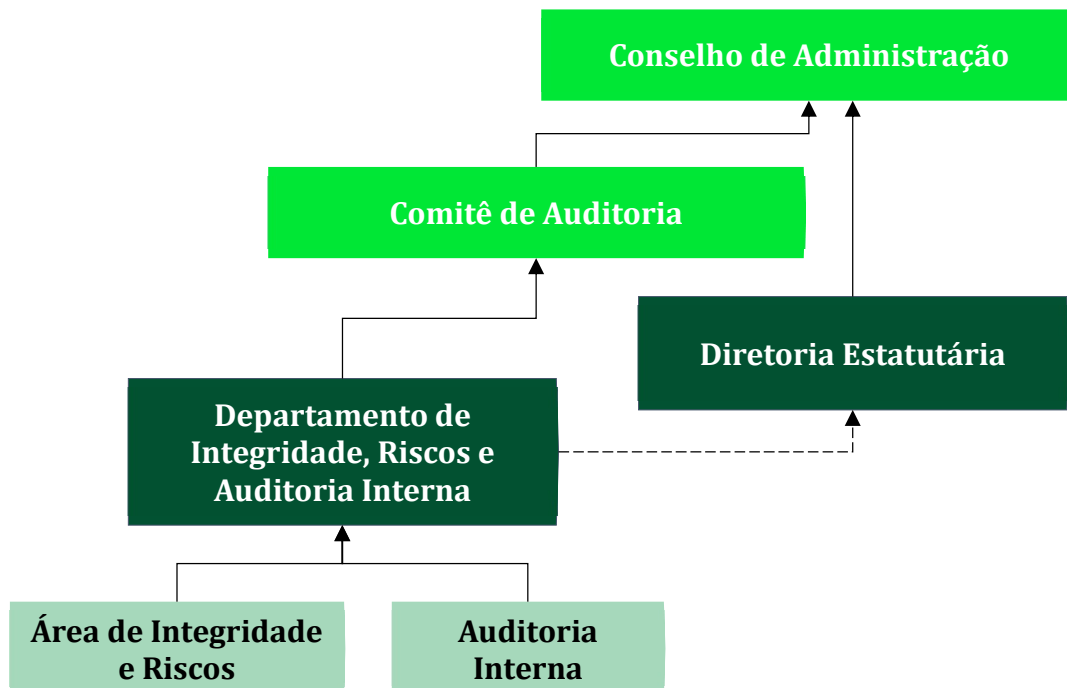 Conselho de Administração
Comitê de Auditoria
Diretoria Estatutária
Departamento de
Integridade, Riscos e
Auditoria Interna
Área de Integridade
e Riscos
Auditoria
Interna